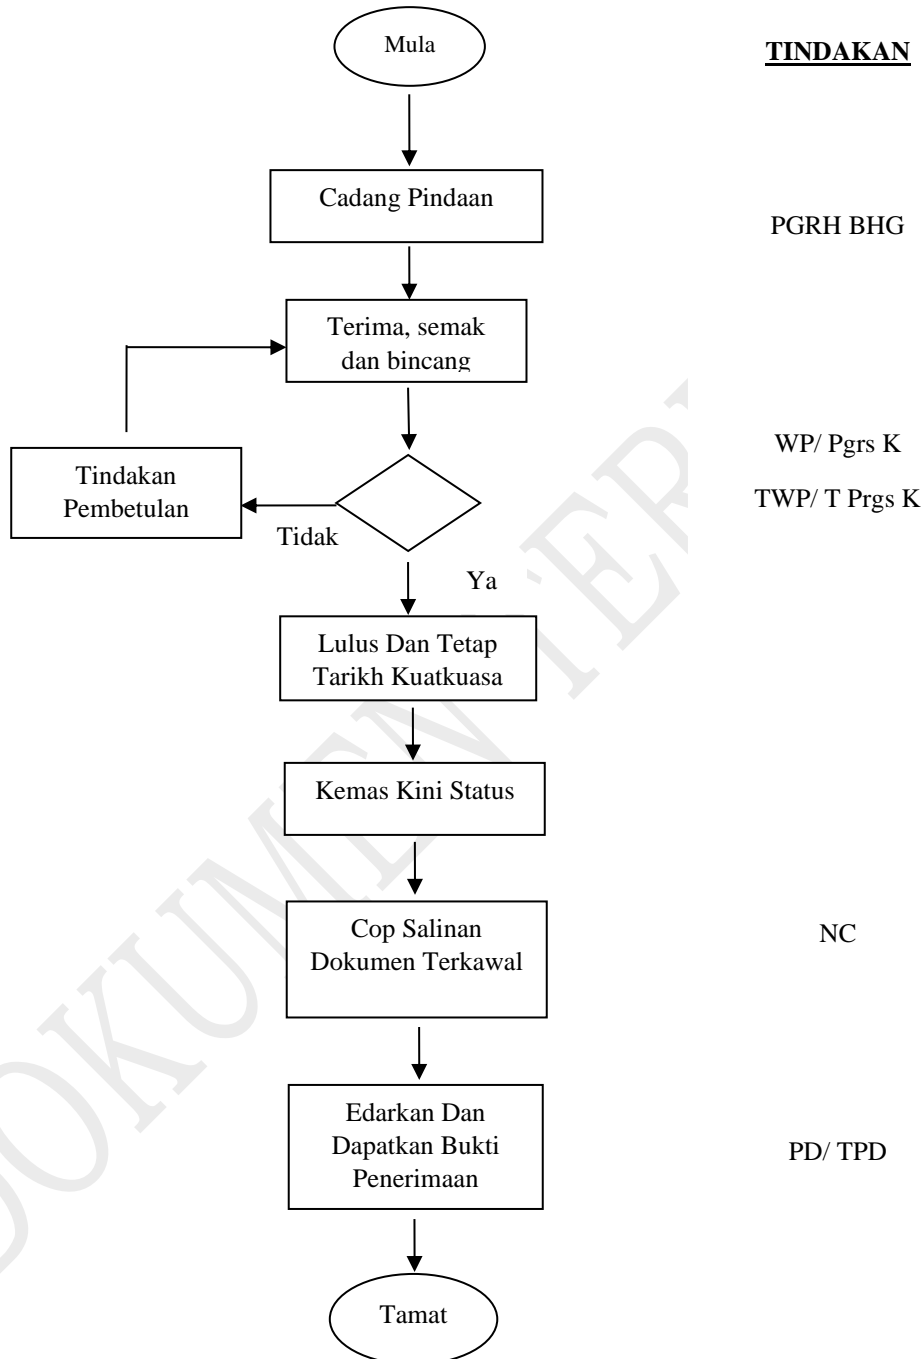 Mula
TINDAKAN
Cadang Pindaan
PGRH BHG
Terima, semak
dan bincang
WP/ Pgrs K
Tindakan
Pembetulan
TWP/ T Prgs K
Tidak
Ya
Lulus Dan Tetap
Tarikh Kuatkuasa
Kemas Kini Status
Cop Salinan
Dokumen Terkawal
NC
Edarkan Dan
Dapatkan Bukti
Penerimaan
PD/ TPD
Tamat
DOKUMEN